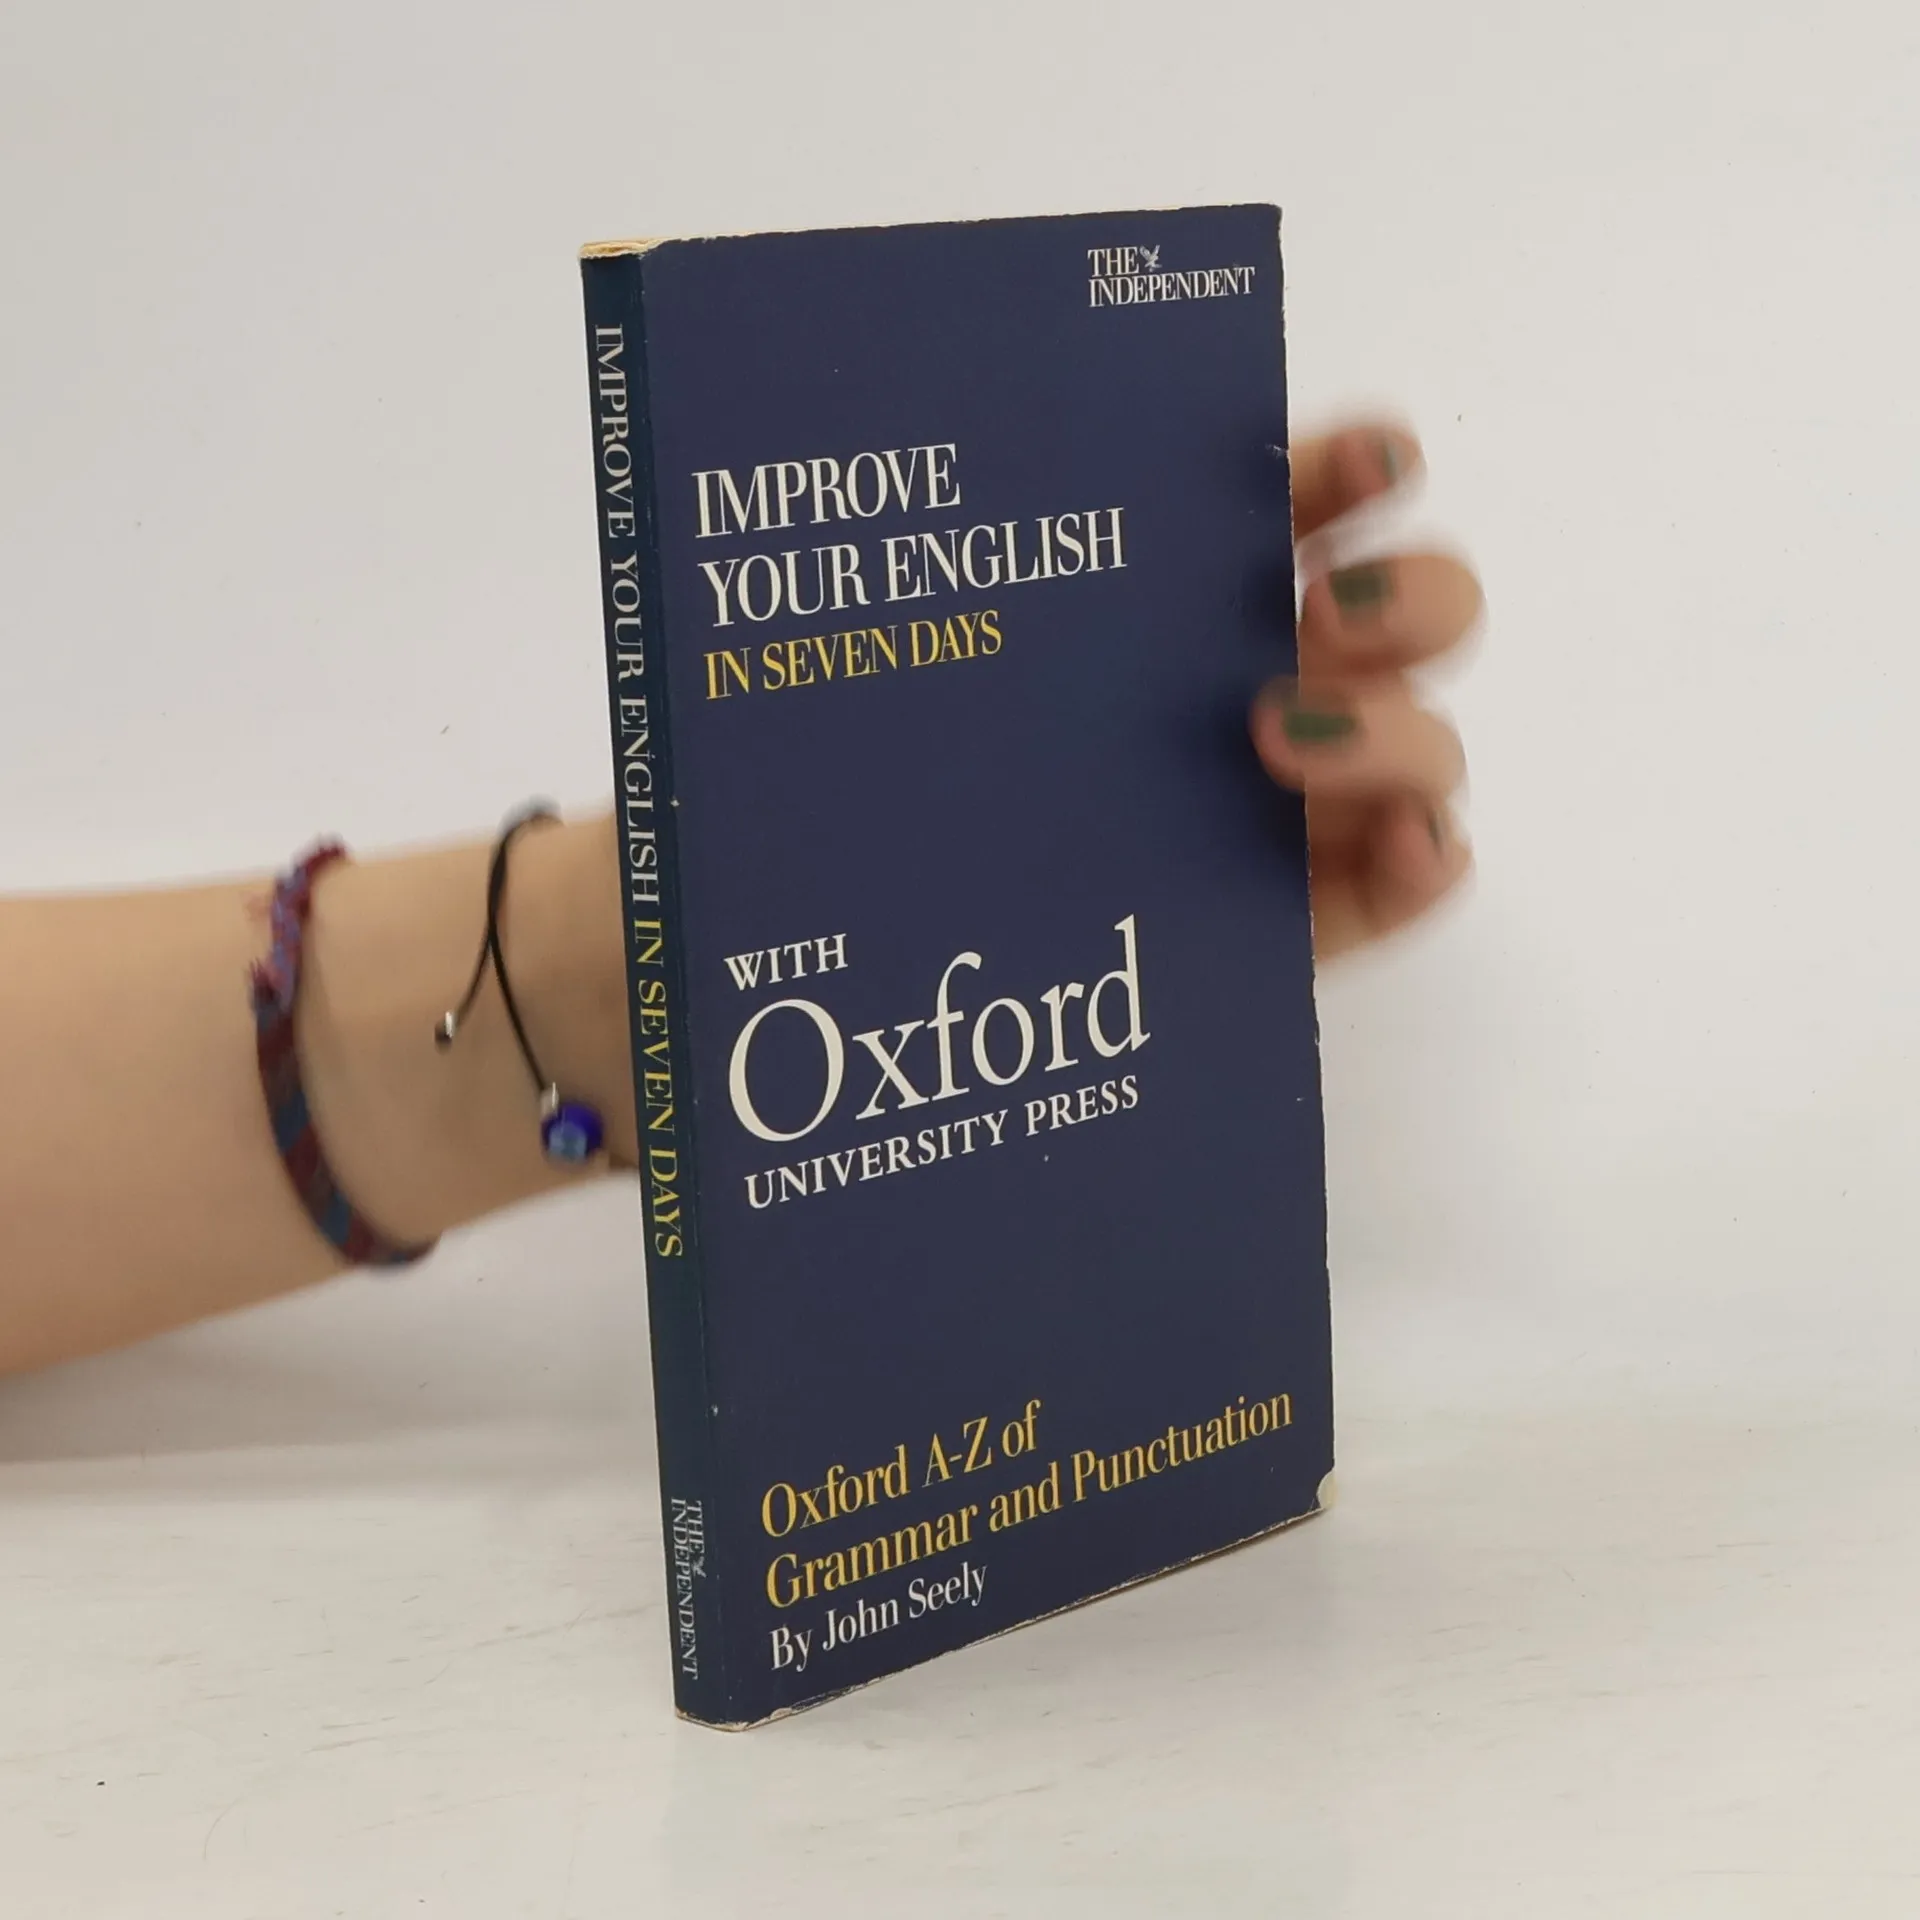 THE
INDEPENDENT
IMPROVE
YOUR ENGLISH
IN SEVEN DAYS
WITH
Oxford
UNIVERSITY PRESS
Oxford A-Z of
Grammar and Punctuation
By John Seely
IMPROVE YOUR ENGLISH IN SEVEN DAYS
THE
INDEPENDENT